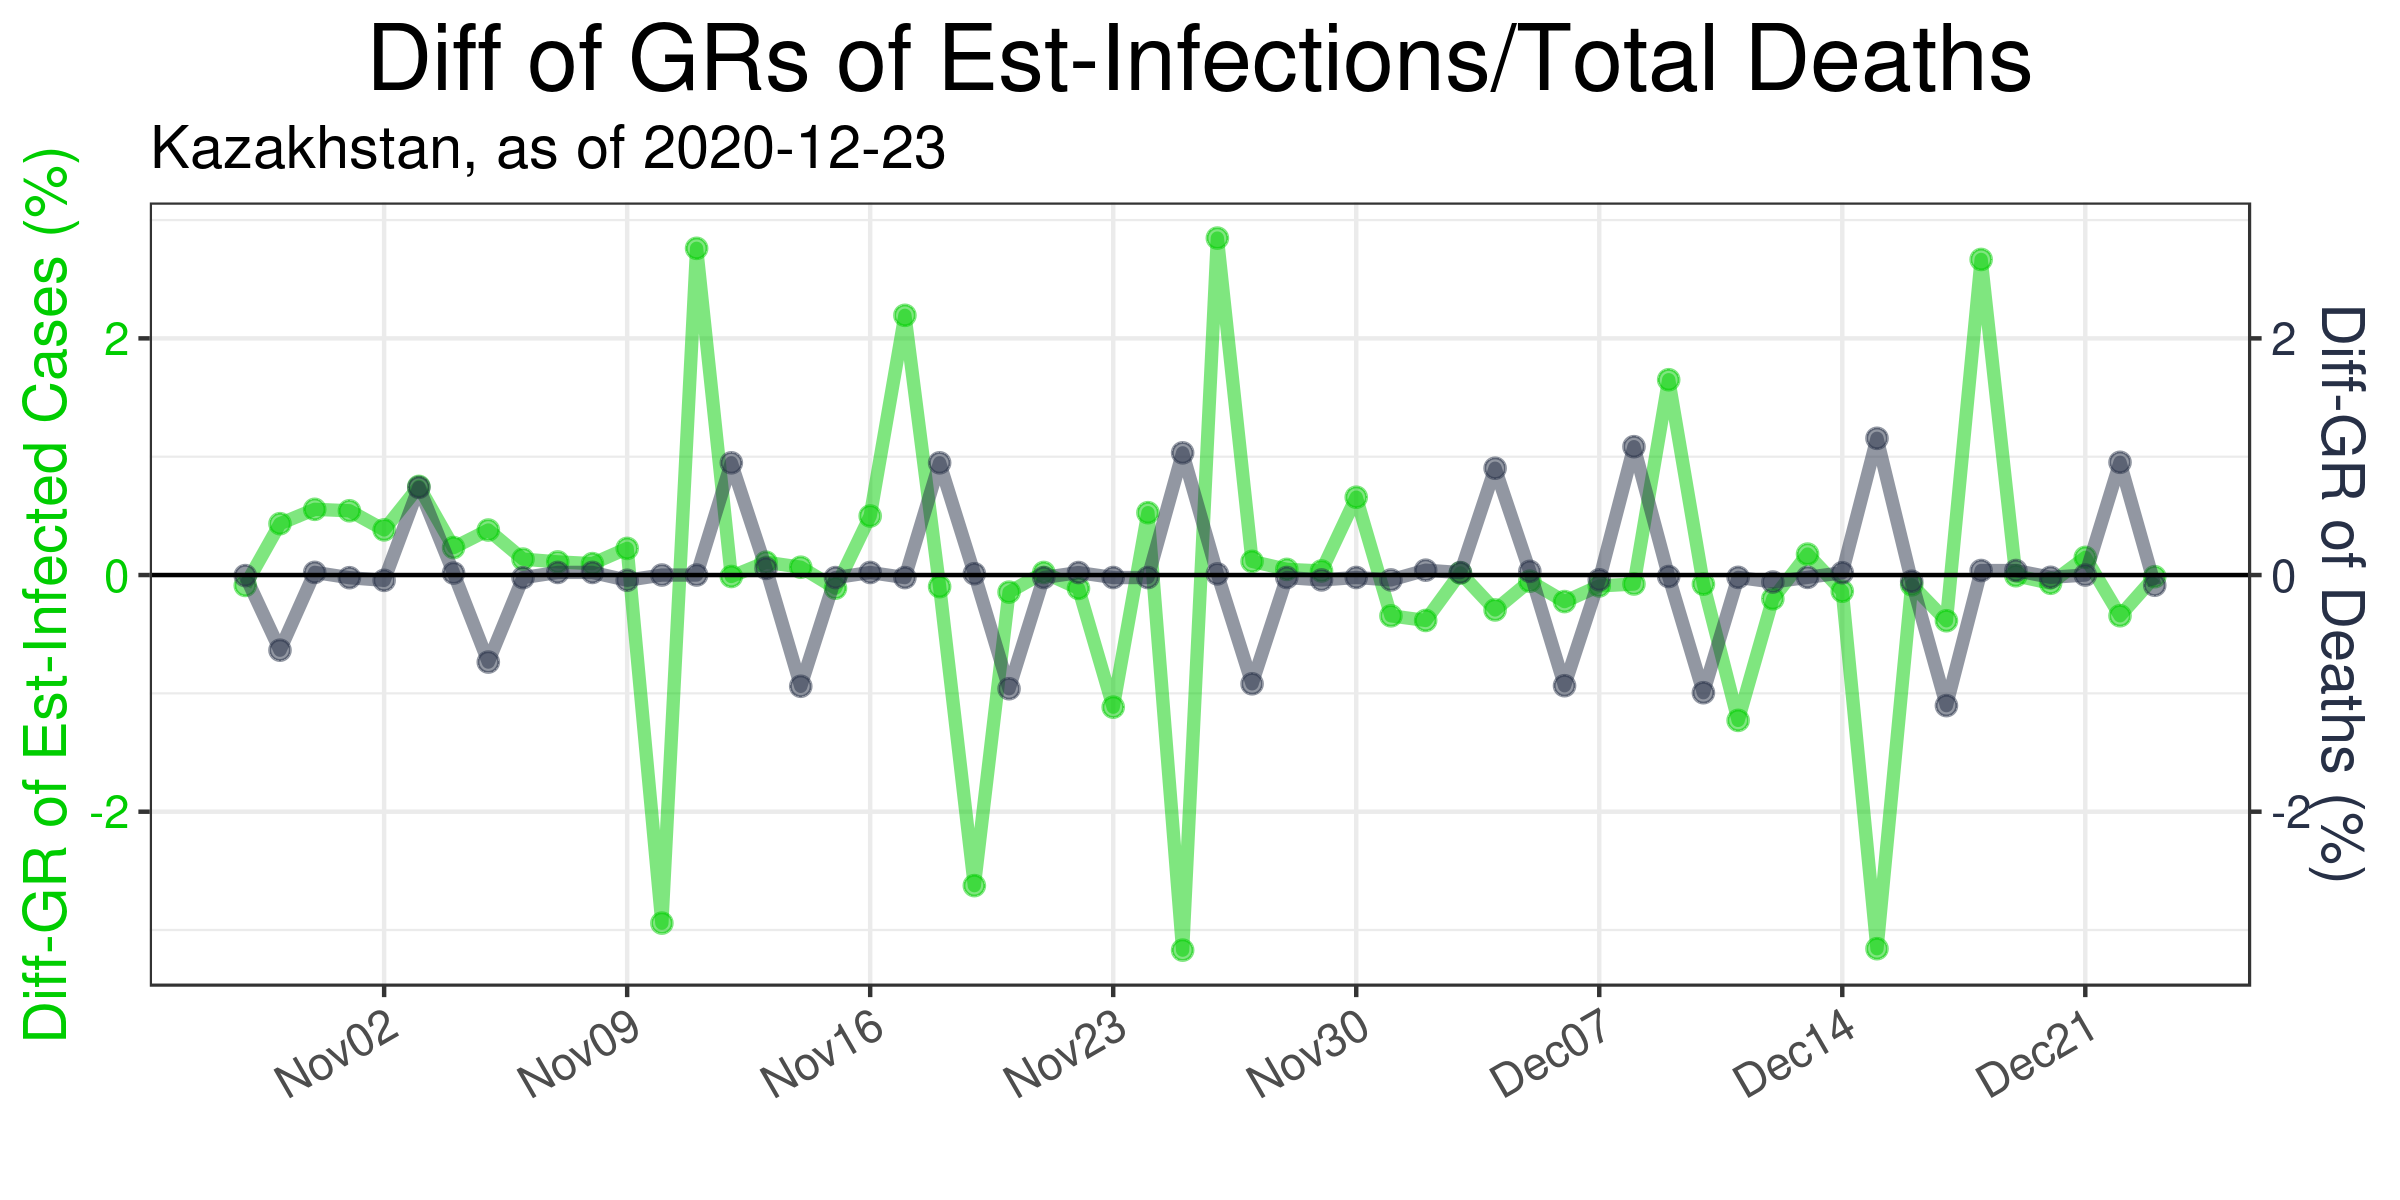 Diff of GRs of Est-Infections/Total Deaths
Kazakhstan, as of 2020-12-23
Diff-GR of Est-Infected Cases (%)
2
0
-2
2
0
-2
Diff-GR of Deaths (%)
Nov02
Nov09
Nov16
Nov23
Nov30
Dec07
Dec14
Dec21